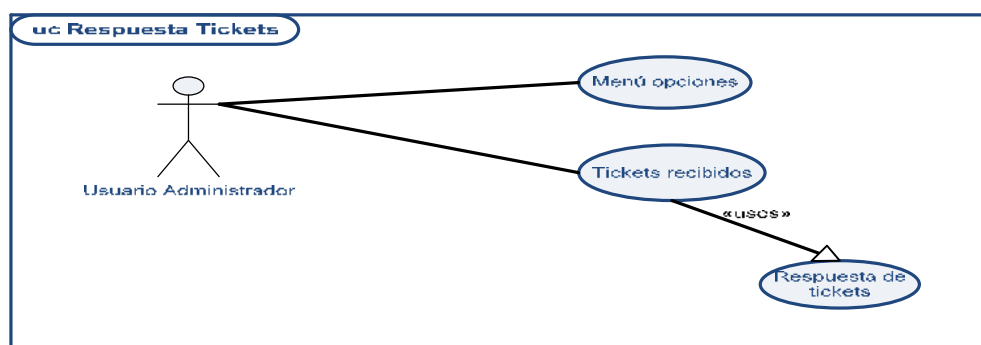 uc Respuesta Tickets
Menú opciones
Tickets recibidos
Usuario Administrador
«uses»
Respuesta de
tickets